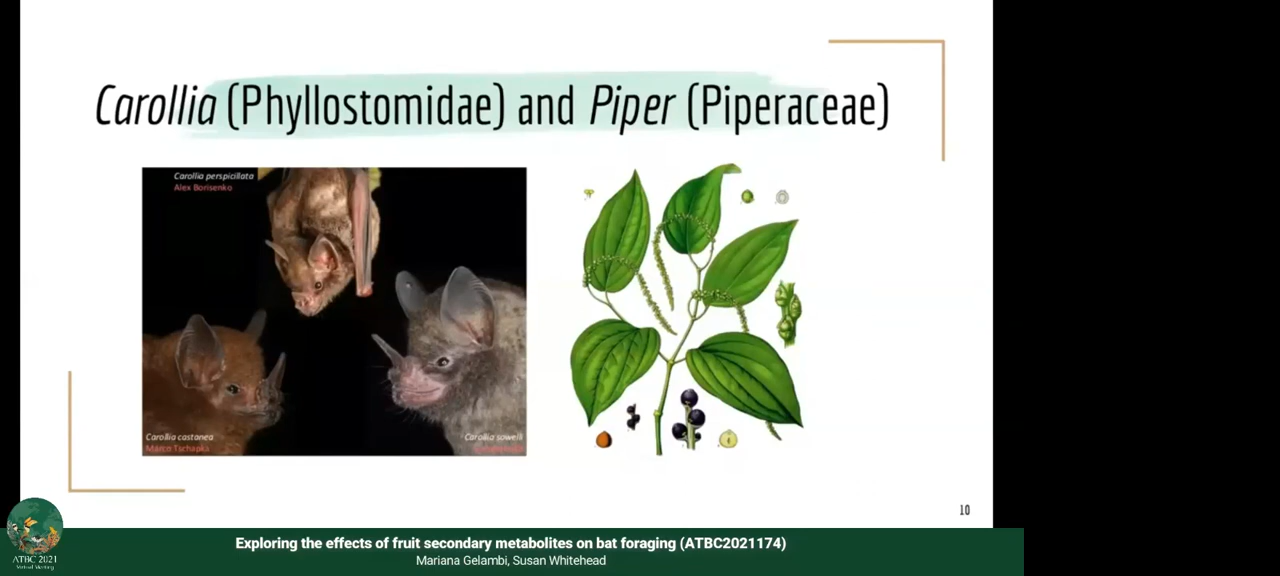 Carollia (Phyllostomidae) and Piper (Piperaceae)
Carollia perspicillata
Alex Borisenko
Carollia castanea
Marco Tschapka
Carollia sowelli
10
ATBC 2021
Virtual Meeting
Exploring the effects of fruit secondary metabolites on bat foraging (ATBC2021174)
Mariana Gelambi, Susan Whitehead